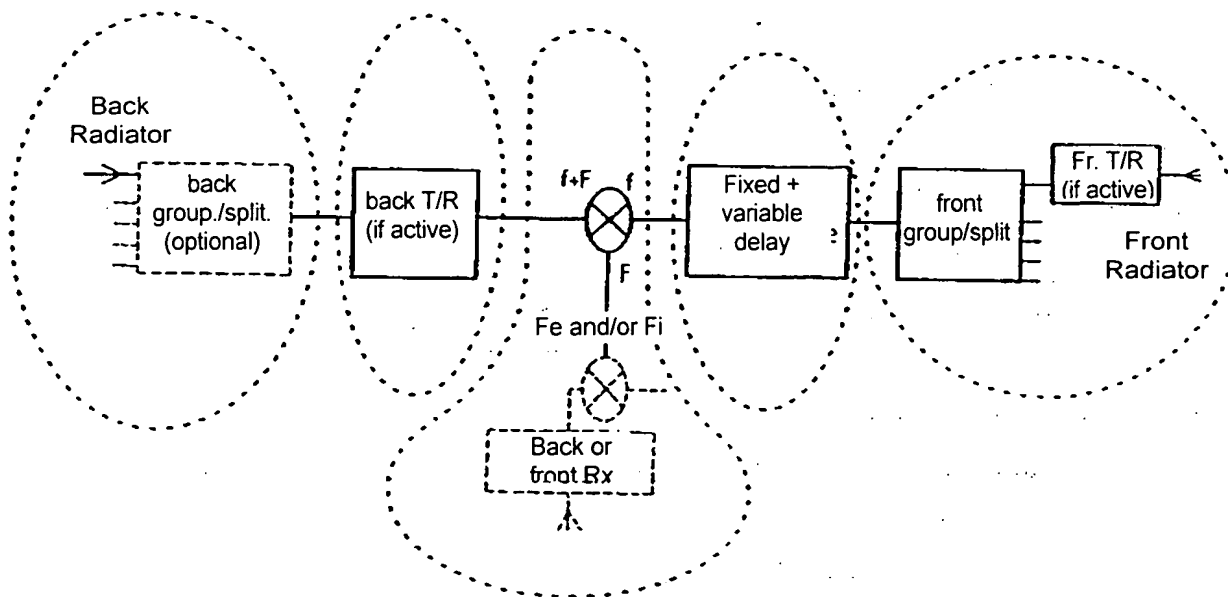 Back
Radiator
back
group./split.
(optional)
back T/R
(if active)
f+F
f
F
Fe and/or Fi
Back or
front Rx
Fixed +
variable
delay
front
group/split
Fr. T/R
(if active)
Front
Radiator